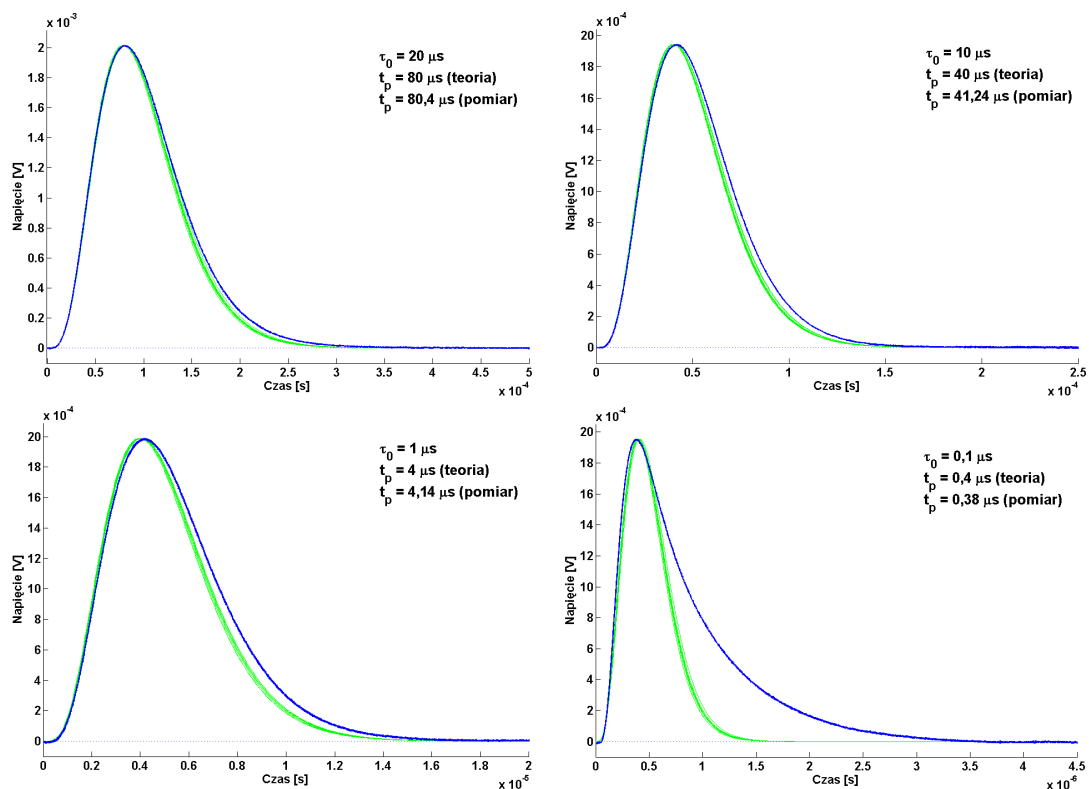 x 10-3
2
1.8
1.6
1.4
1.2
1
0.8
0.6
0.4
0.2
0
Napięcie [V]
τ0 = 20 μs
tp = 80 μs (teoria)
tp = 80,4 μs (pomiar)
0 0.5 1 1.5 2 2.5 3 3.5 4 4.5 5
Czas [s]
x 10-4
x 10-4
20
18
16
14
12
10
8
6
4
2
0
Napięcie [V]
τ0 = 10 μs
tp = 40 μs (teoria)
tp = 41,24 μs (pomiar)
0 0.5 1 1.5 2 2.5
Czas [s]
x 10-4
x 10-4
20
18
16
14
12
10
8
6
4
2
0
Napięcie [V]
τ0 = 1 μs
tp = 4 μs (teoria)
tp = 4,14 μs (pomiar)
0 0.2 0.4 0.6 0.8 1 1.2 1.4 1.6 1.8 2
Czas [s]
x 10-5
x 10-4
20
18
16
14
12
10
8
6
4
2
0
Napięcie [V]
τ0 = 0,1 μs
tp = 0,4 μs (teoria)
tp = 0,38 μs (pomiar)
0 0.5 1 1.5 2 2.5 3 3.5 4 4.5
Czas [s]
x 10-6